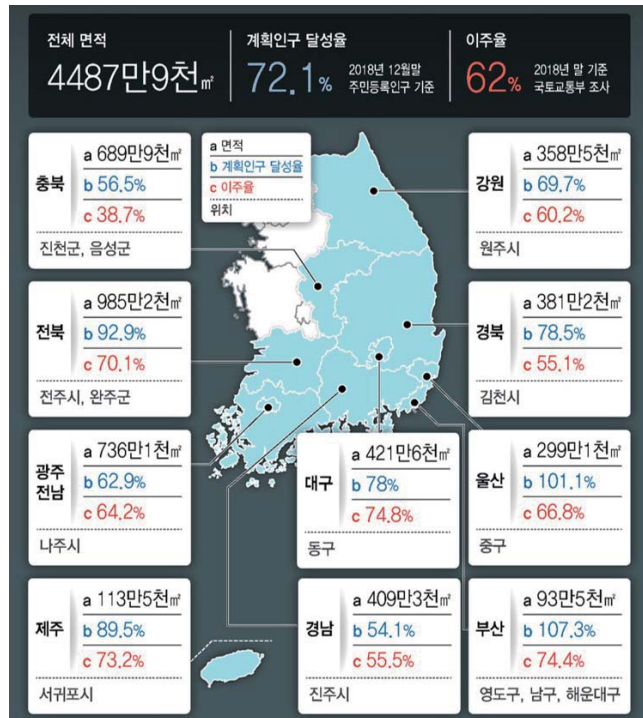 전체 면적
4487만9천㎡
계획인구 달성율
72.1%
2018년 12월말
주민등록인구 기준
이주율
62%
2018년 말 기준
국토교통부 조사
충북
a 689만9천㎡
b 56.5%
c 38.7%
진천군, 음성군
a 면적
b 계획인구 달성율
c 이주율
위치
강원
a 358만5천㎡
b 69.7%
c 60.2%
원주시
전북
a 985만2천㎡
b 92.9%
c 70.1%
전주시, 완주군
경북
a 381만2천㎡
b 78.5%
c 55.1%
김천시
광주
전남
a 736만1천㎡
b 62.9%
c 64.2%
나주시
대구
a 421만6천㎡
b 78%
c 74.8%
동구
울산
a 299만1천㎡
b 101.1%
c 66.8%
중구
제주
a 113만5천㎡
b 89.5%
c 73.2%
서귀포시
경남
a 409만3천㎡
b 54.1%
c 55.5%
진주시
부산
a 93만5천㎡
b 107.3%
c 74.4%
영도구, 남구, 해운대구